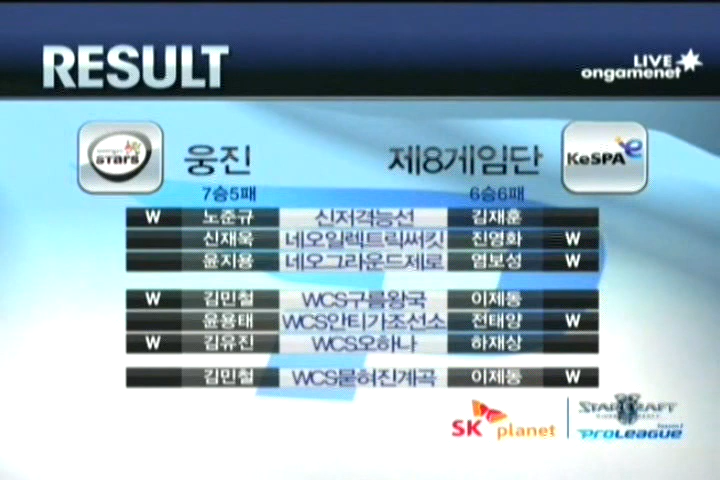 RESULT
LIVE
ongamenet
STARS
웅진
제8게임단
KeSPA e
7승5패
6승6패
W 노준규 신저격능선 김재훈
신재욱 네오일렉트릭써킷 진영화 W
윤지용 네오그라운드제로 염보성 W
W 김민철 WCS구름왕국 이제동
윤용태 WCS안티가조선소 전태양 W
W 김유진 WCS오하나 하재상
김민철 WCS묻혀진계곡 이제동 W
SK planet
STARCRAFT
PROLEAGUE